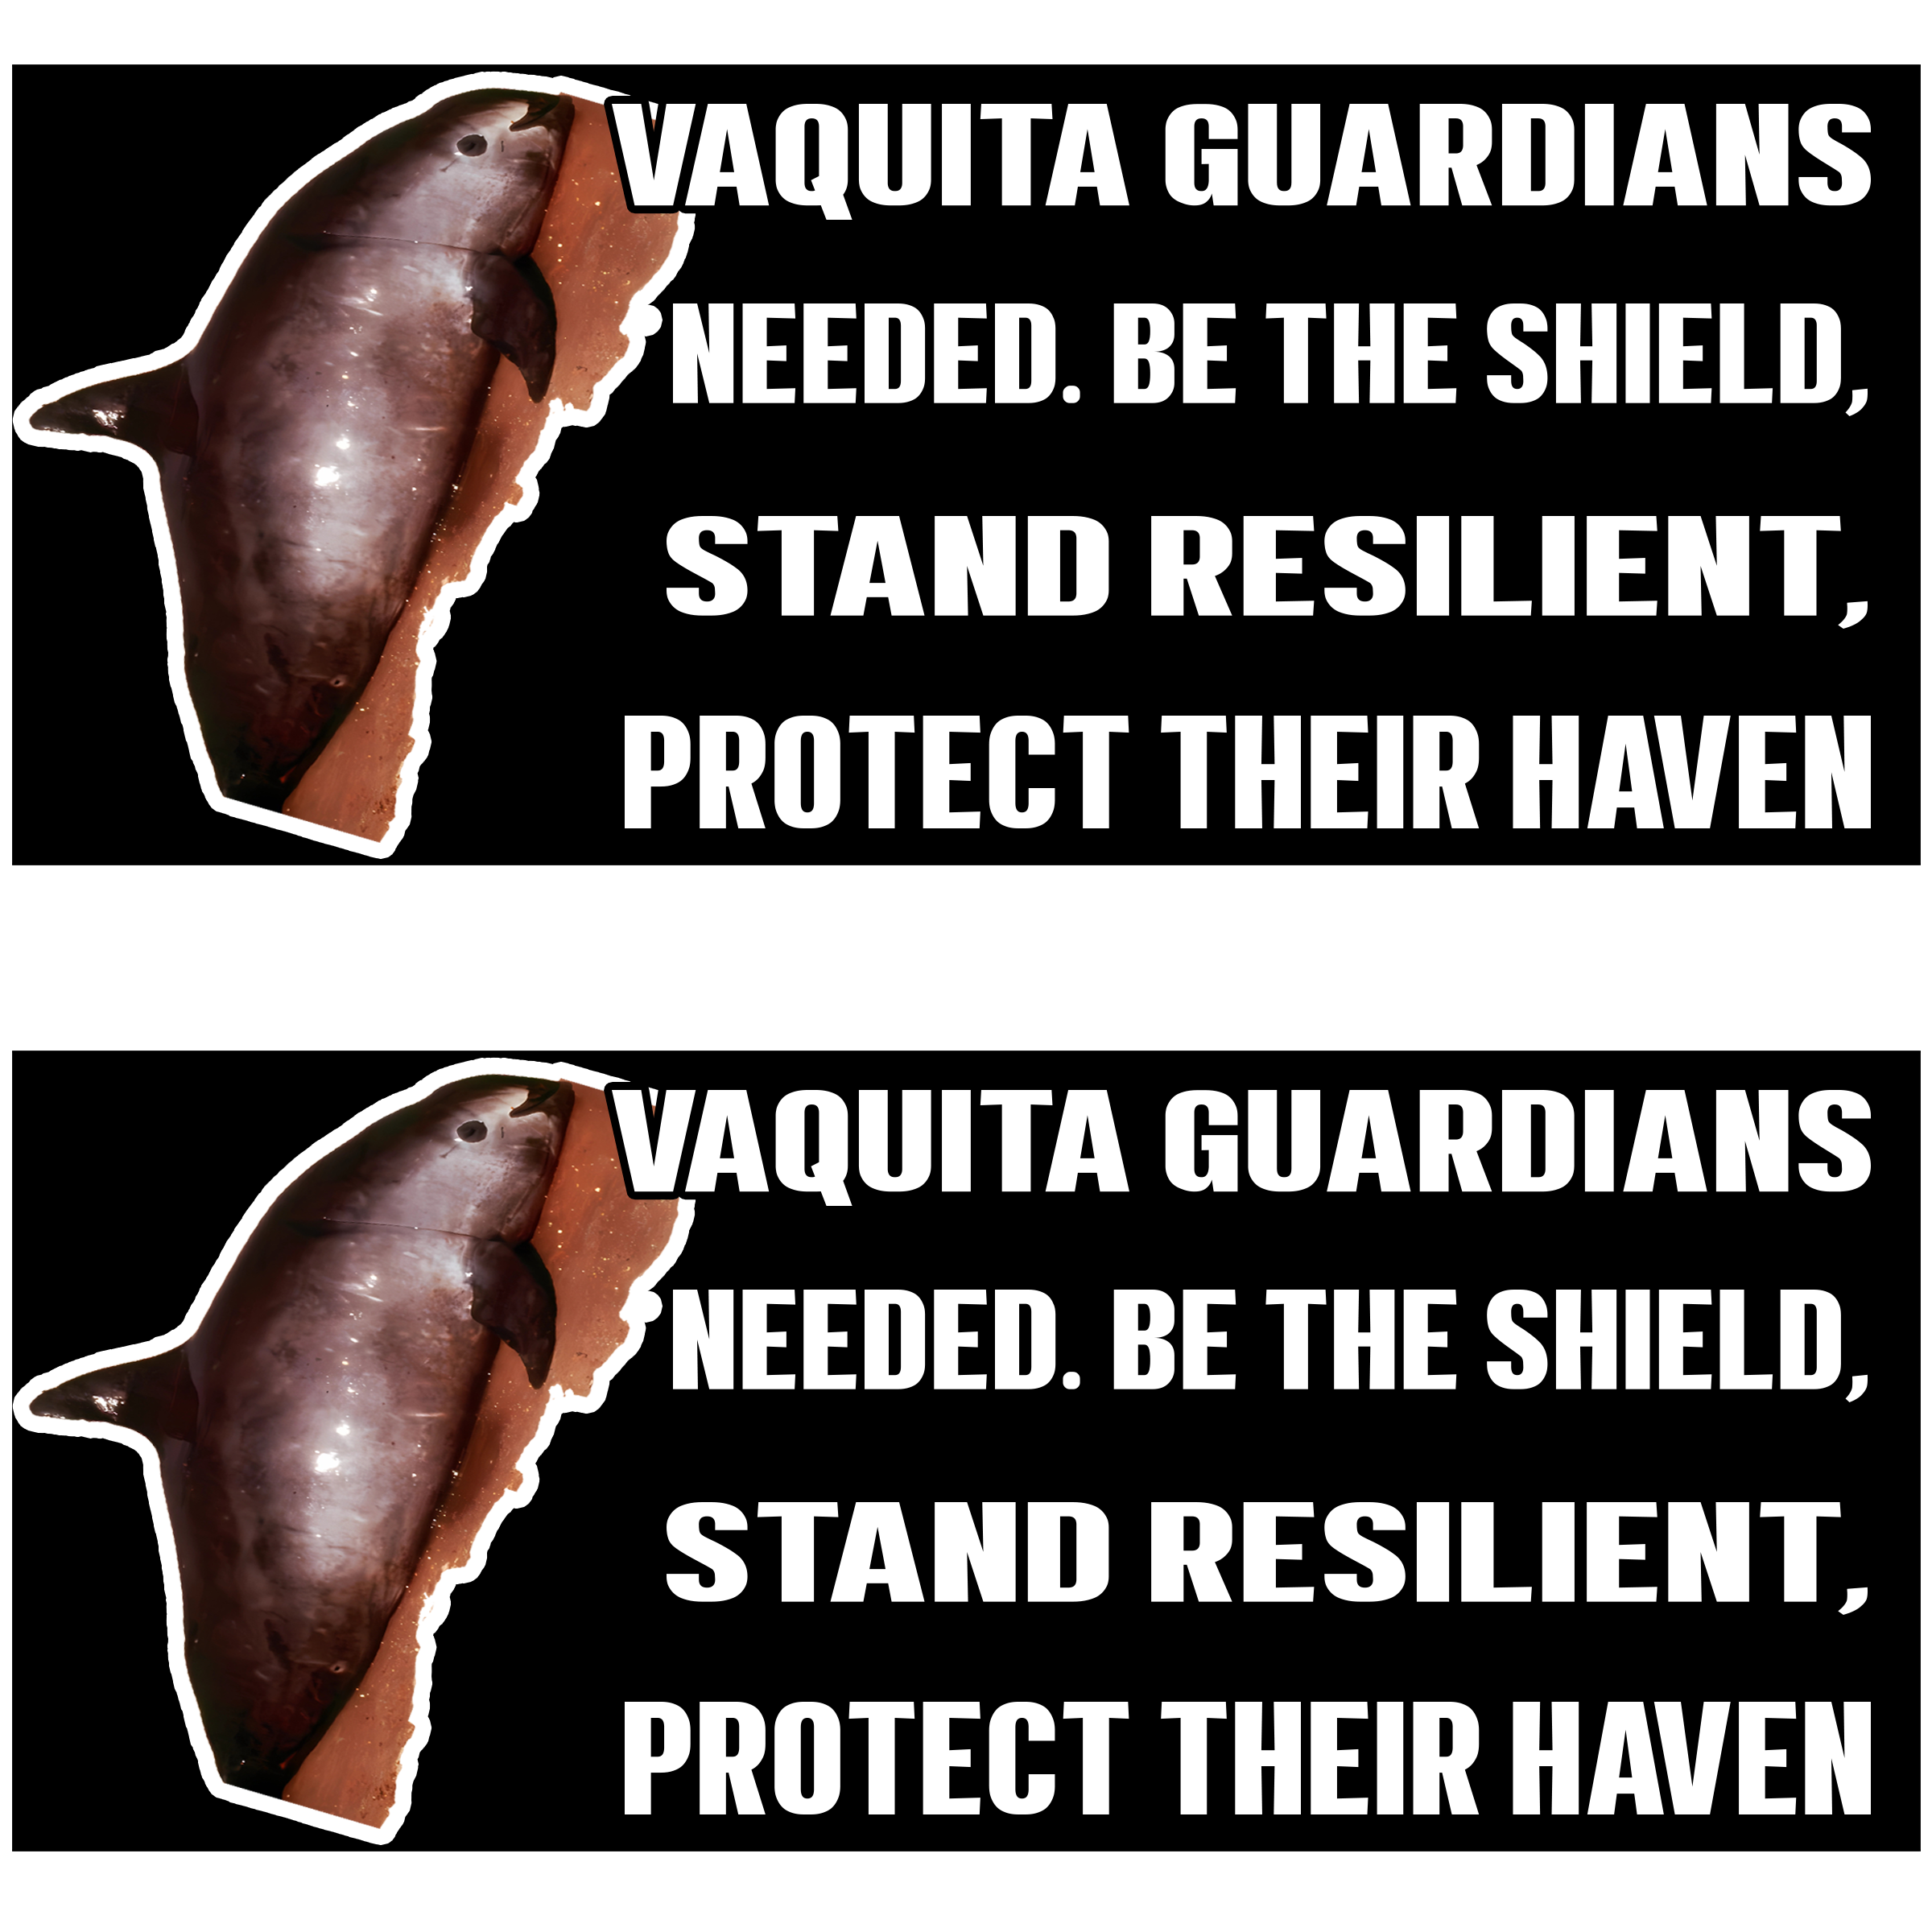 VAQUITA GUARDIANS
NEEDED. BE THE SHIELD,
STAND RESILIENT,
PROTECT THEIR HAVEN
VAQUITA GUARDIANS
NEEDED. BE THE SHIELD,
STAND RESILIENT,
PROTECT THEIR HAVEN